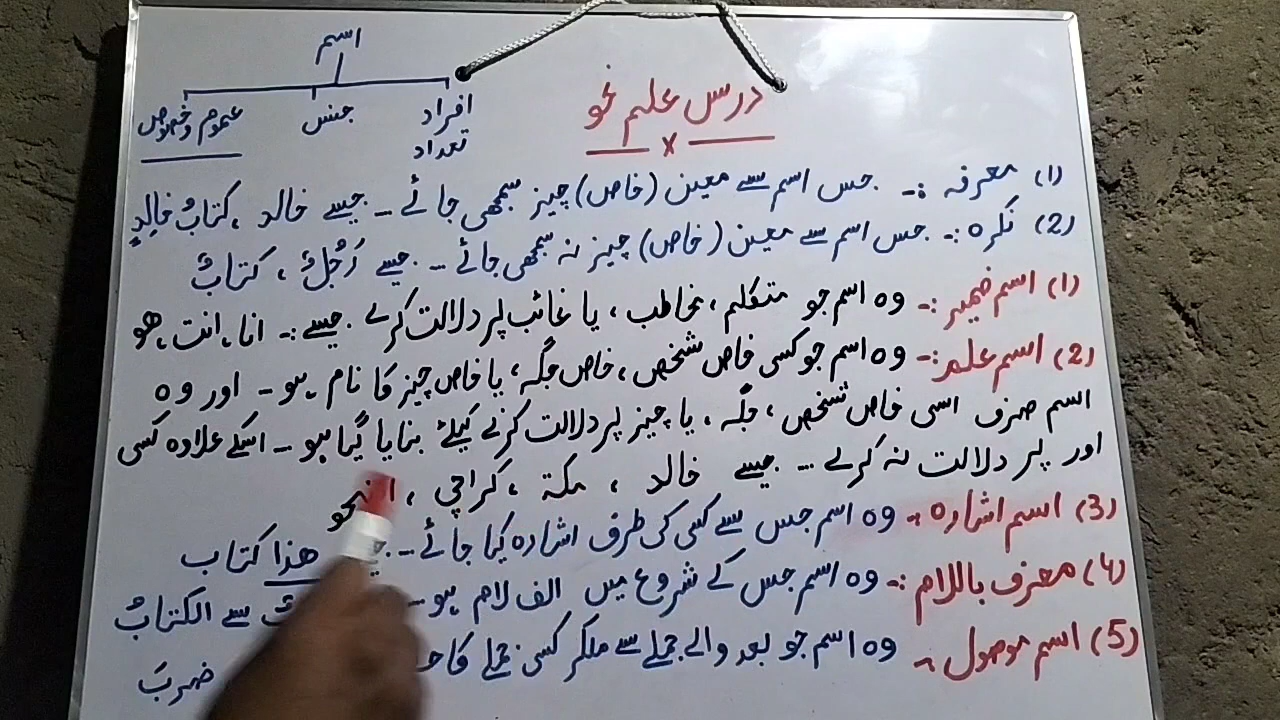 اسم
افراد جنس عموم وخصوص
تعداد
درس علم نحو
x
(1) معرفہ :- جس اسم سے معین (خاص) چیز سمجھی جائے - جیسے خالد ، کتابُ خالِدٍ
(2) نکرہ :- جس اسم سے معین (خاص) چیز نہ سمجھی جائے - جیسے رَجُلٌ ، کتابٌ
(1) اسم ضمیر :- وہ اسم جو متکلم ، مخاطب ، یا غائب پر دلالت کرے جیسے :- انا ، انت ، ھو
(2) اسم علم :- وہ اسم جو کسی خاص شخص ، خاص جگہ ، یا خاص چیز کا نام ہو - اور وہ
اسم صرف اسی خاص شخص ، جگہ ، یا چیز پر دلالت کرنے کیلئے بنایا گیا ہو - اسکے علاوہ کسی
اور پر دلالت نہ کرے - جیسے خالد ، مکۃ ، کراچی ،
(3) اسم اشارہ :- وہ اسم جس سے کسی کی طرف اشارہ کیا جائے - ھذا کتاب
(4) معرف باللام :- وہ اسم جس کے شروع میں الف لام ہو - سے الکتابُ
(5) اسم موصول :- وہ اسم جو بعد والے جملے سے ملکر کسی جملے کا ضربَ